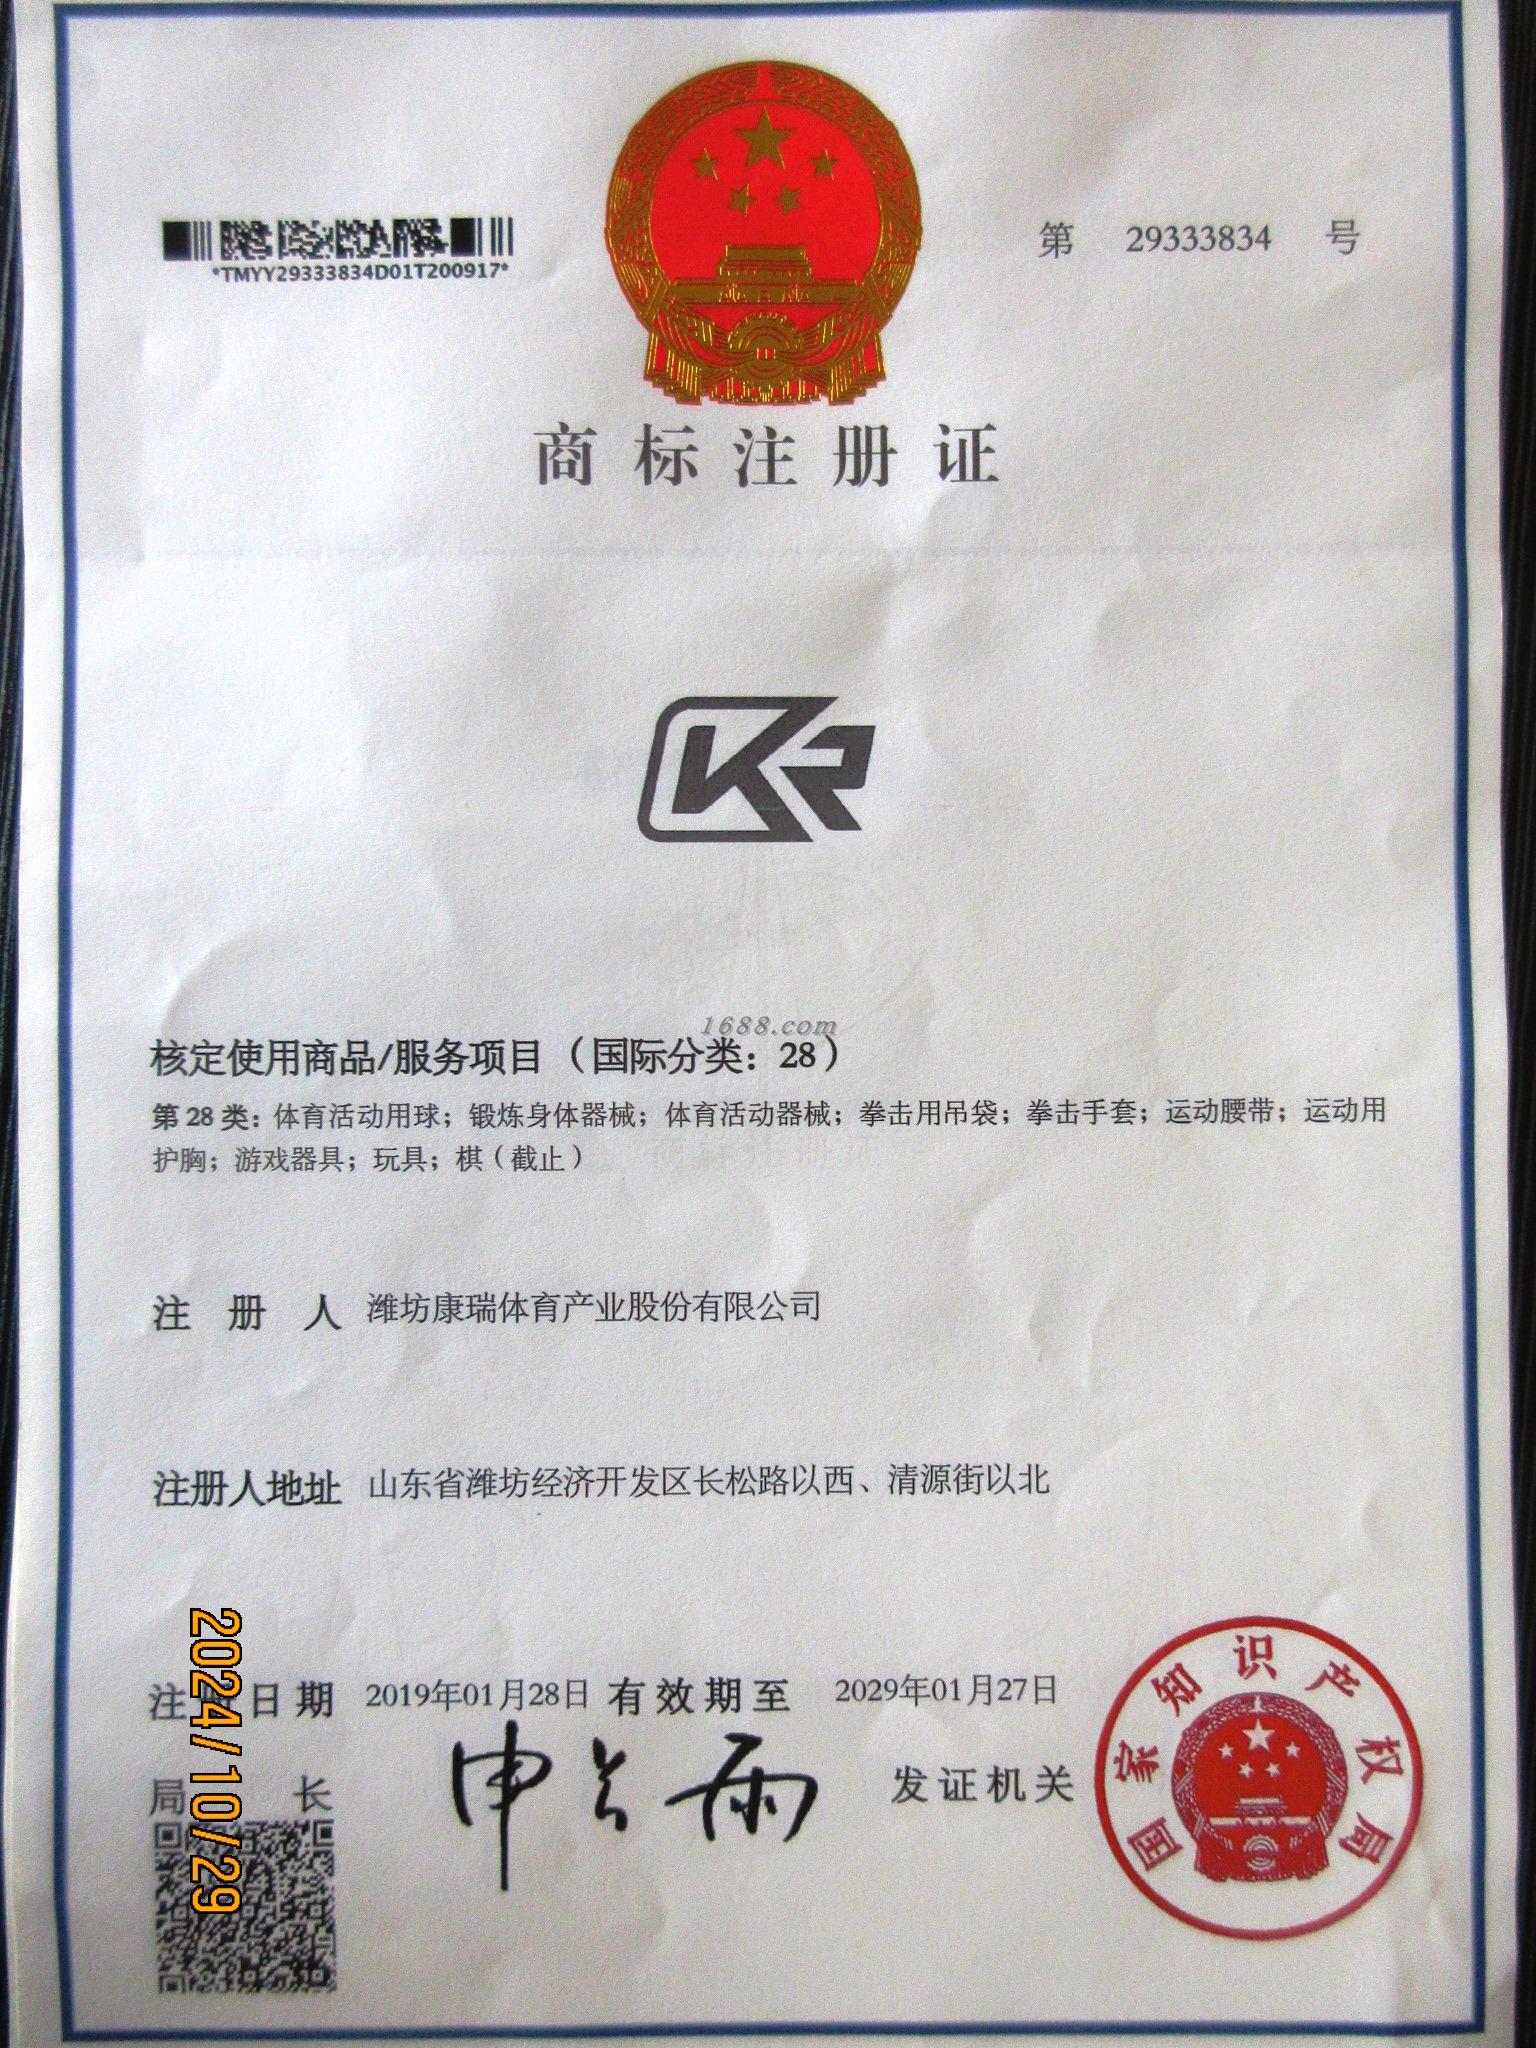 *TMYY29333834D01T200917*
第 29333834 号
商标注册证
KR
1688.com
核定使用商品/服务项目（国际分类：28）
第 28 类：体育活动用球；锻炼身体器械；体育活动器械；拳击用吊袋；拳击手套；运动腰带；运动用
护胸；游戏器具；玩具；棋（截止）
注册人 潍坊康瑞体育产业股份有限公司
注册人地址 山东省潍坊经济开发区长松路以西、清源街以北
注册日期 2019年01月28日 有效期至 2029年01月27日
局长 申长雨 发证机关
国家知识产权局
2024/10/29